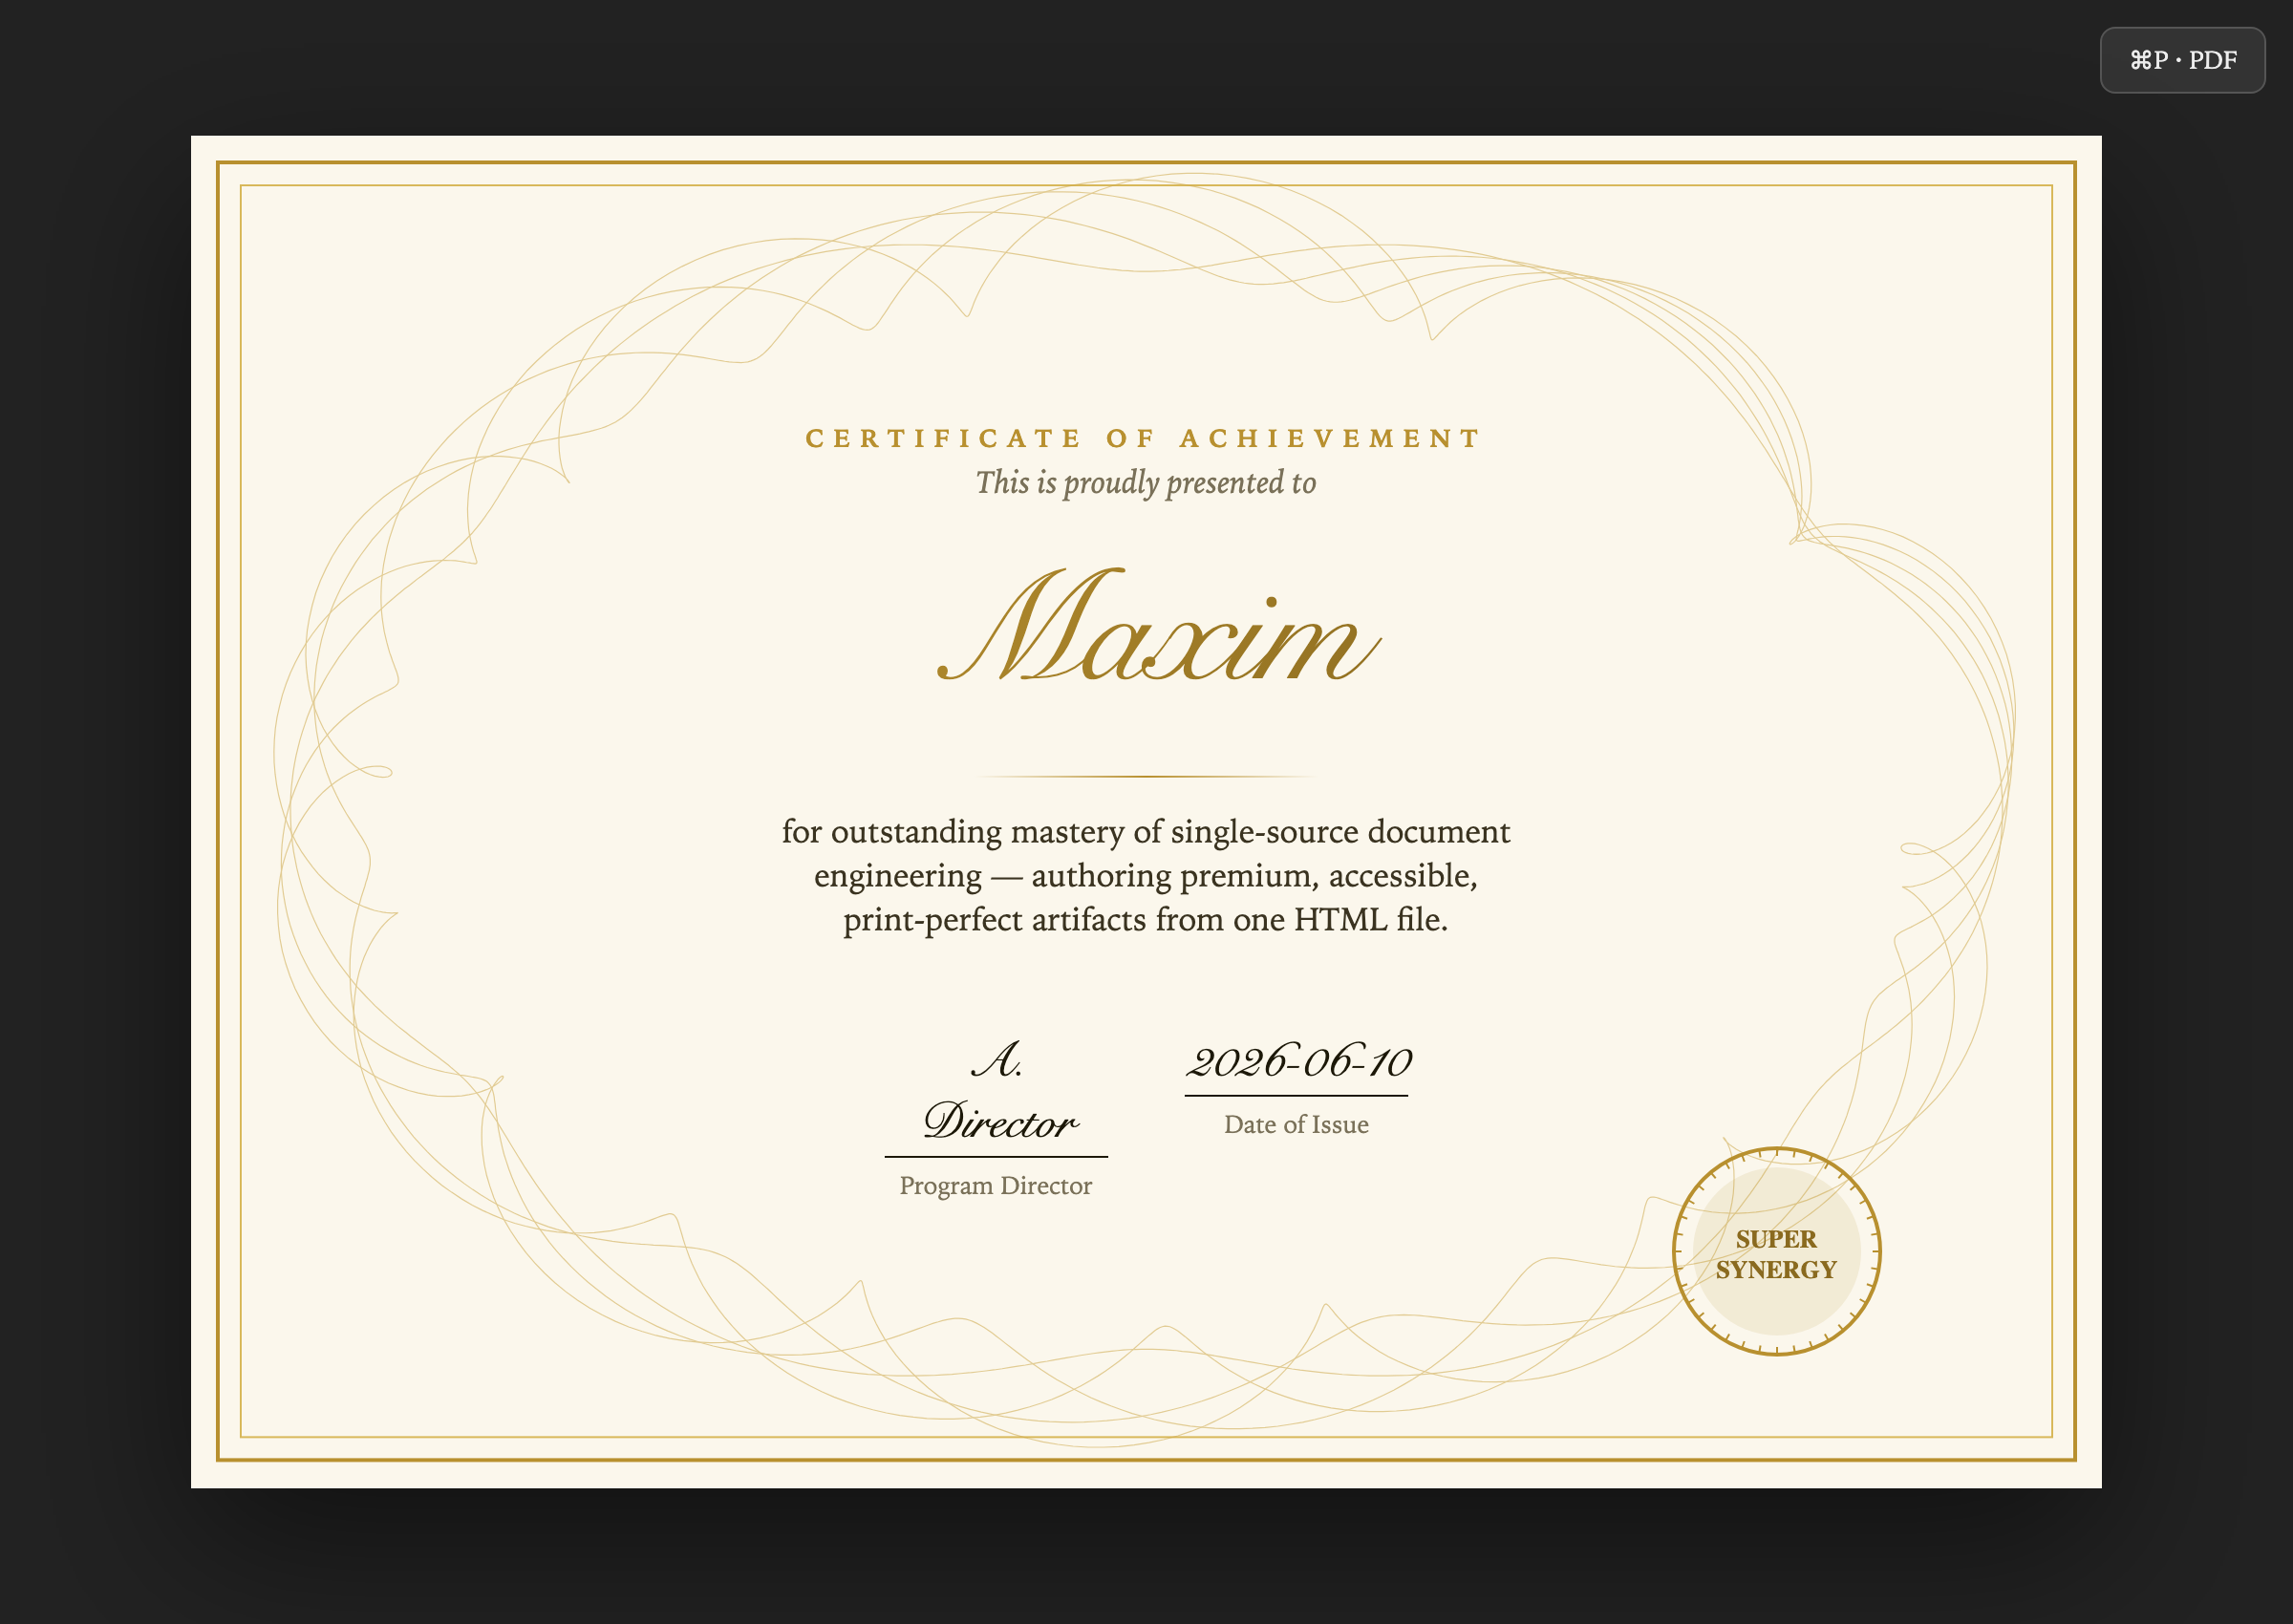 ⌘P · PDF
CERTIFICATE OF ACHIEVEMENT
This is proudly presented to
Maxim
for outstanding mastery of single-source document
engineering — authoring premium, accessible,
print-perfect artifacts from one HTML file.
A.
Director
Program Director
2026-06-10
Date of Issue
SUPER
SYNERGY